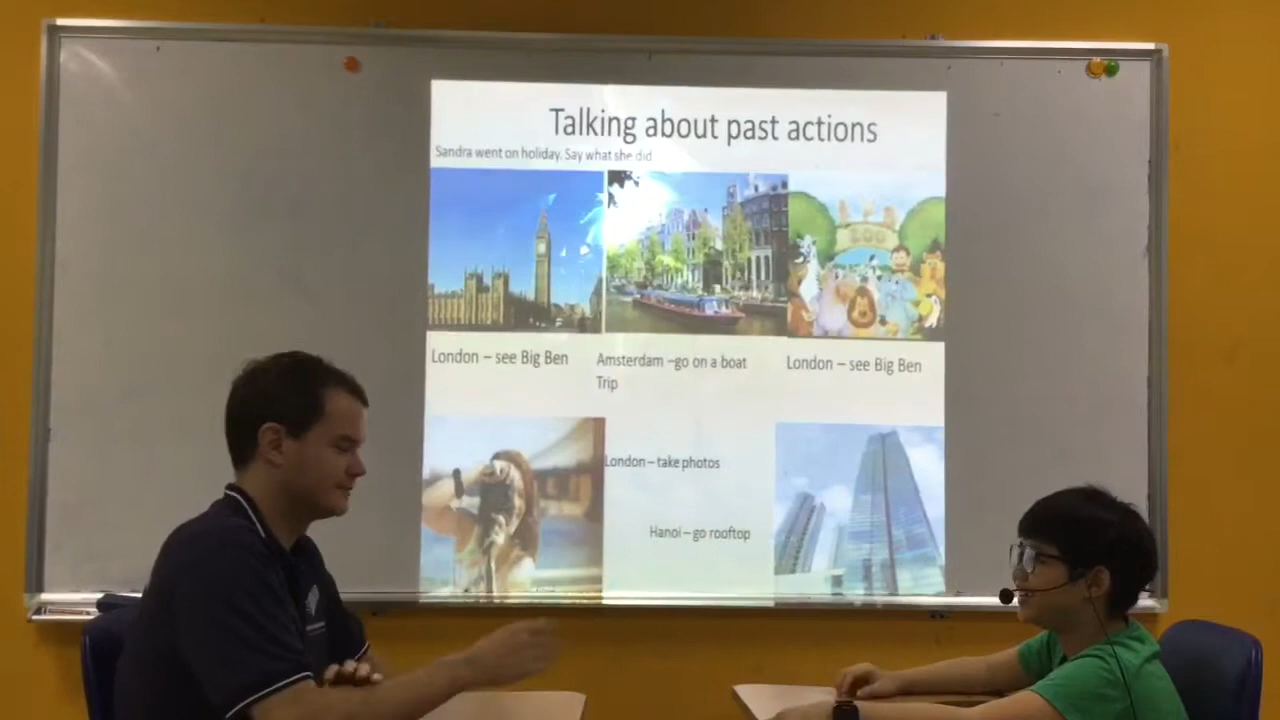 Talking about past actions
Sandra went on holiday. Say what she did
ZOO
London – see Big Ben
Amsterdam –go on a boat
Trip
London – see Big Ben
London – take photos
Hanoi – go rooftop